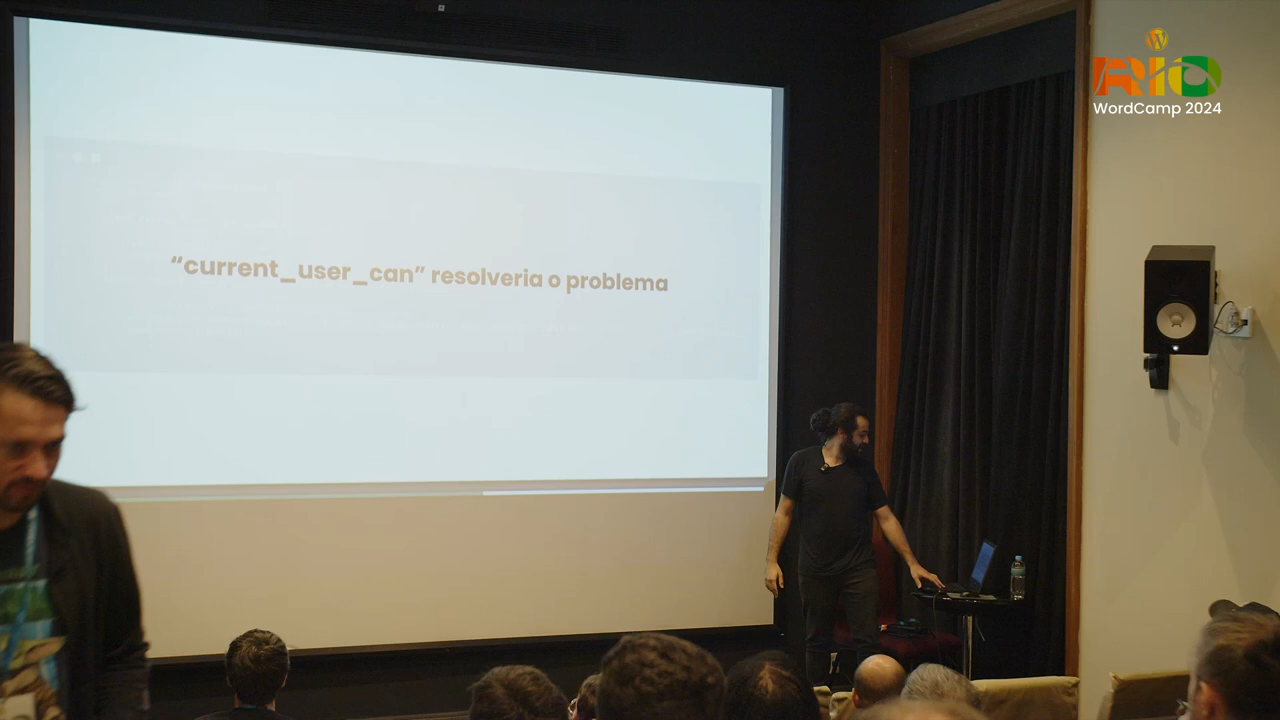 RIO
WordCamp 2024
“current_user_can” resolveria o problema